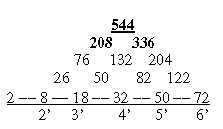 544
208 336
76 132 204
26 50 82 122
2 — 8 — 18 — 32 — 50 — 72
2’ 3’ 4’ 5’ 6’